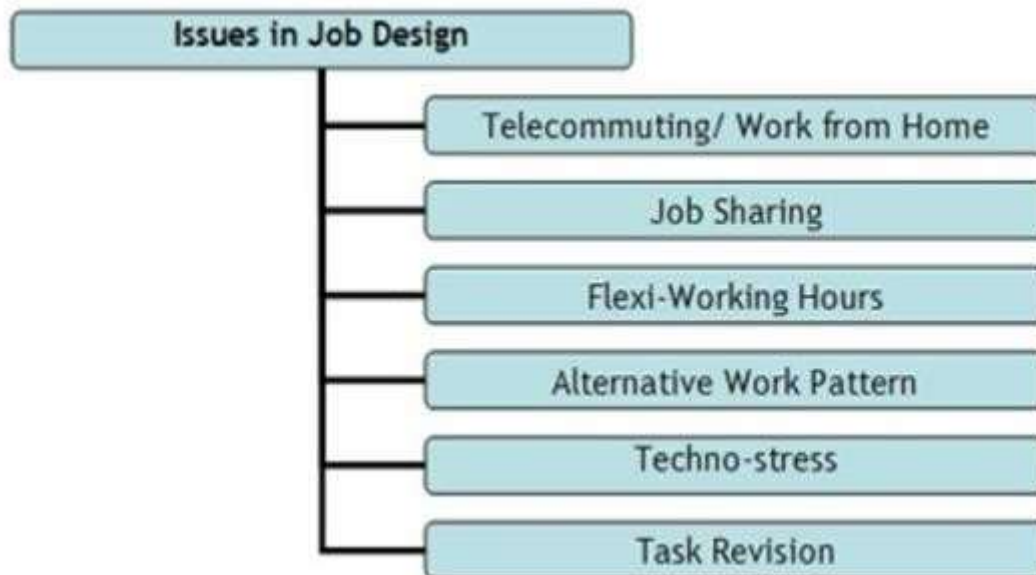 Issues in Job Design
Telecommuting/ Work from Home
Job Sharing
Flexi-Working Hours
Alternative Work Pattern
Techno-stress
Task Revision